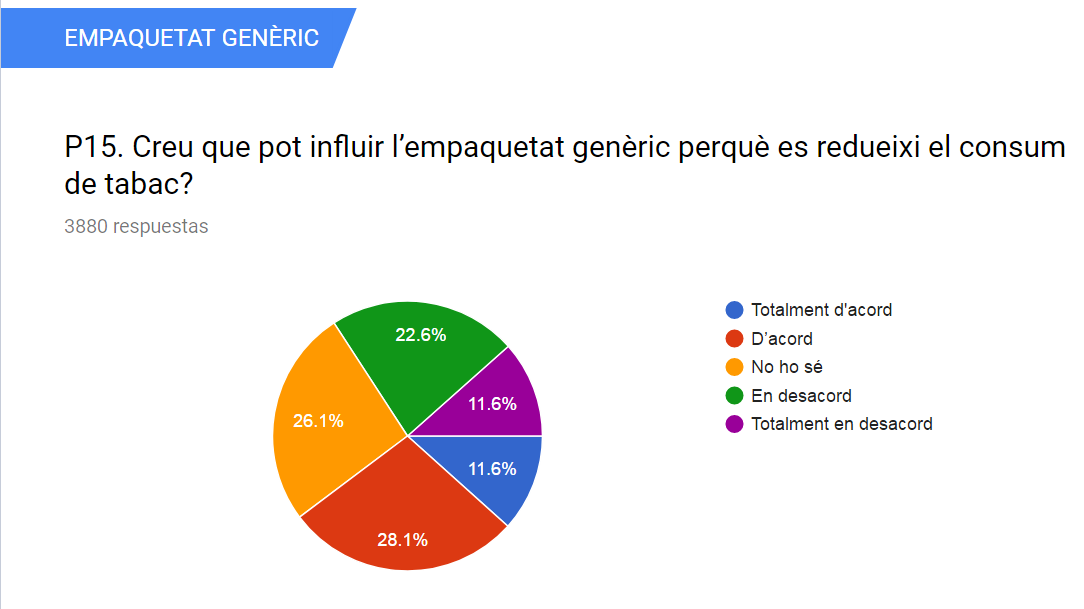 EMPAQUETAT GENÈRIC
P15. Creu que pot influir l’empaquetat genèric perquè es redueixi el consum
de tabac?
3880 respuestas
22.6%
11.6%
26.1%
11.6%
28.1%
Totalment d'acord
D’acord
No ho sé
En desacord
Totalment en desacord